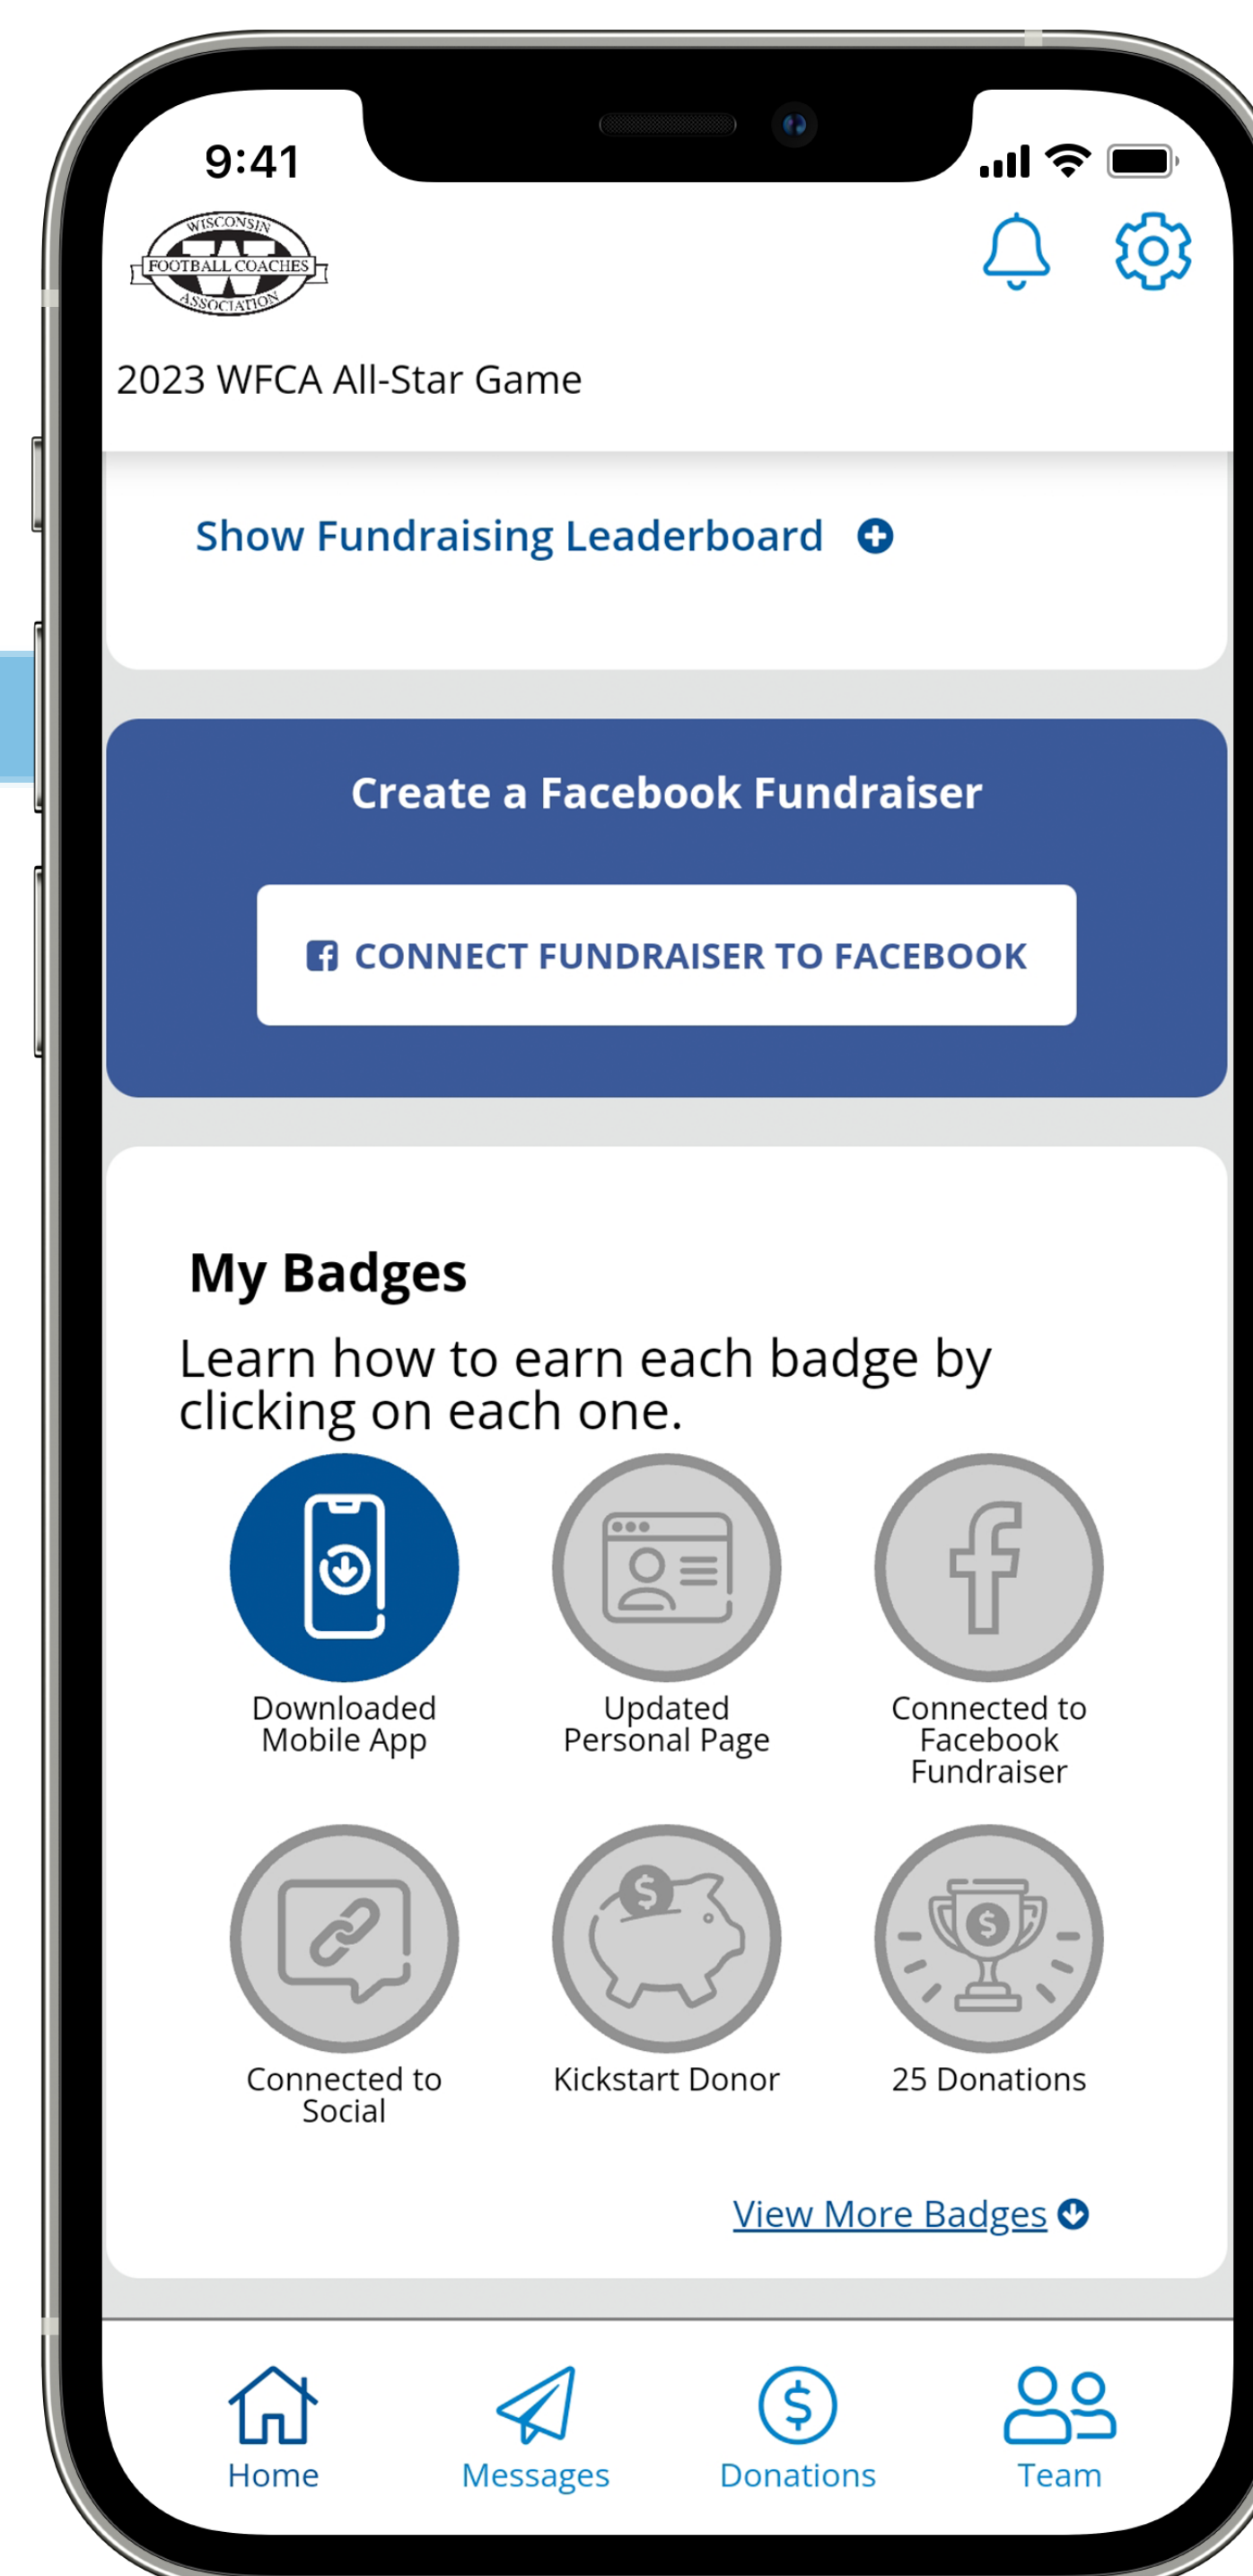 9:41
WISCONSIN
W
FOOTBALL COACHES
ASSOCIATION
2023 WFCA All-Star Game
Show Fundraising Leaderboard
Create a Facebook Fundraiser
CONNECT FUNDRAISER TO FACEBOOK
My Badges
Learn how to earn each badge by
clicking on each one.
Downloaded
Mobile App
Updated
Personal Page
Connected to
Facebook
Fundraiser
$
$
Connected to
Social
Kickstart Donor
25 Donations
View More Badges
$
Home
Messages
Donations
Team